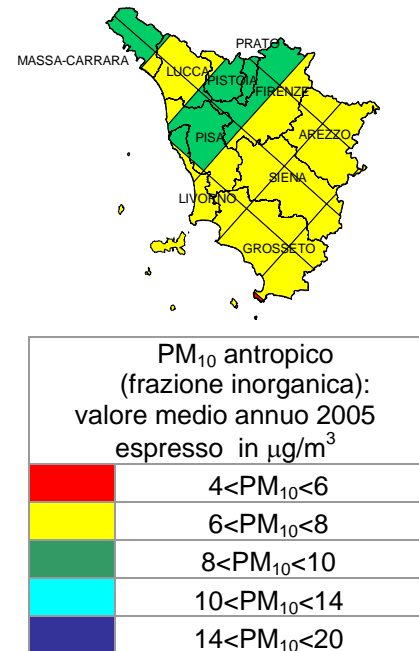 PRATO
MASSA-CARRARA
LUCCA
PISTOIA
FIRENZE
AREZZO
PISA
SIENA
LIVORNO
GROSSETO
PM₁₀ antropico
(frazione inorganica):
valore medio annuo 2005
espresso in μg/m³
4<PM₁₀<6
6<PM₁₀<8
8<PM₁₀<10
10<PM₁₀<14
14<PM₁₀<20